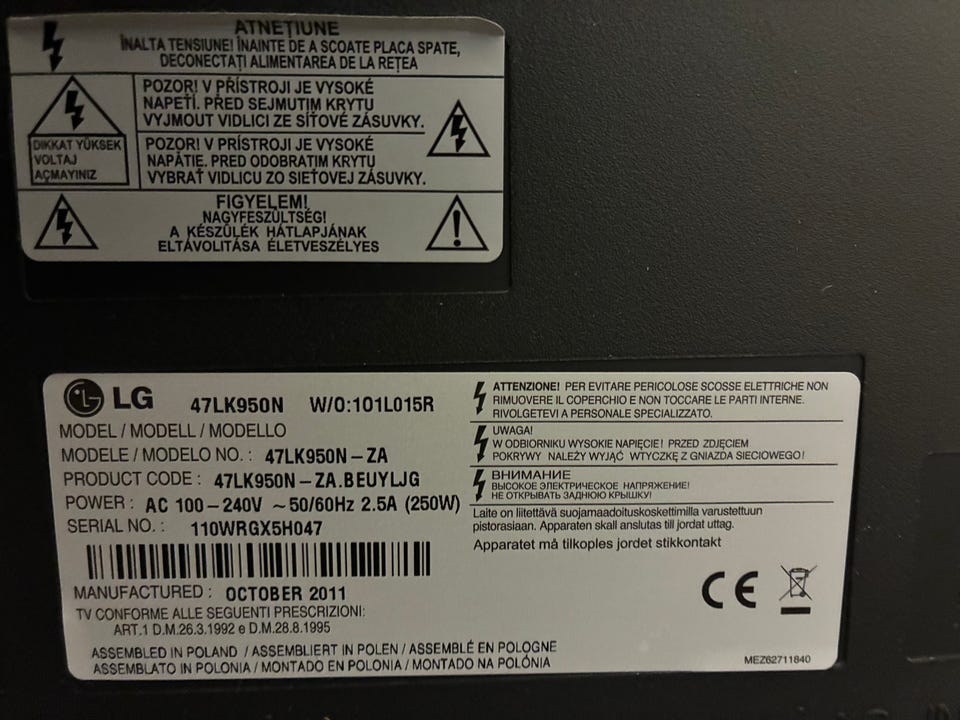 ATNEȚIUNE
ÎNALTA TENSIUNE! ÎNAINTE DE A SCOATE PLACA SPATE,
DECONECTAȚI ALIMENTAREA DE LA REȚEA
POZOR! V PŘÍSTROJI JE VYSOKÉ
NAPETÍ. PŘED SEJMUTIM KRYTU
VYJMOUT VIDLICI ZE SÍŤOVÉ ZÁSUVKY.
DIKKAT YÜKSEK
VOLTAJ
AÇMAYINIZ
POZOR! V PRÍSTROJI JE VYSOKÉ
NAPÁTIE. PRED ODOBRATIM KRYTU
VYBRAŤ VIDLICU ZO SIEŤOVEJ ZÁSUVKY.
FIGYELEM!
NAGYFESZÜLTSÉG!
A KÉSZÜLÉK HÁTLAPJÁNAK
ELTÁVOLITÁSA ÉLETVESZÉLYES
LG 47LK950N W/O:101L015R
MODEL / MODELL / MODELLO
MODELE / MODELO NO. : 47LK950N-ZA
PRODUCT CODE : 47LK950N-ZA.BEUYLJG
POWER : AC 100-240V ~50/60Hz 2.5A (250W)
SERIAL NO. : 110WRGX5H047
MANUFACTURED : OCTOBER 2011
TV CONFORME ALLE SEGUENTI PRESCRIZIONI:
ART.1 D.M.26.3.1992 e D.M.28.8.1995
ASSEMBLED IN POLAND / ASSEMBLIERT IN POLEN / ASSEMBLÉ EN POLOGNE
ASSEMBLATO IN POLONIA / MONTADO EN POLONIA / MONTADO NA POLÓNIA
ATTENZIONE! PER EVITARE PERICOLOSE SCOSSE ELETTRICHE NON
RIMUOVERE IL COPERCHIO E NON TOCCARE LE PARTI INTERNE.
RIVOLGETEVI A PERSONALE SPECIALIZZATO.
UWAGA!
W ODBIORNIKU WYSOKIE NAPIĘCIE! PRZED ZDJĘCIEM
POKRYWY NALEŻY WYJĄĆ WTYCZKĘ Z GNIAZDA SIECIOWEGO!
ВНИМАНИЕ
ВЫСОКОЕ ЭЛЕКТРИЧЕСКОЕ НАПРЯЖЕНИЕ!
НЕ ОТКРЫВАТЬ ЗАДНЮЮ КРЫШКУ!
Laite on liitettävä suojamaadoituskoskettimilla varustettuun
pistorasiaan. Apparaten skall anslutas till jordat uttag.
Apparatet må tilkoples jordet stikkontakt
CE
MEZ62711840